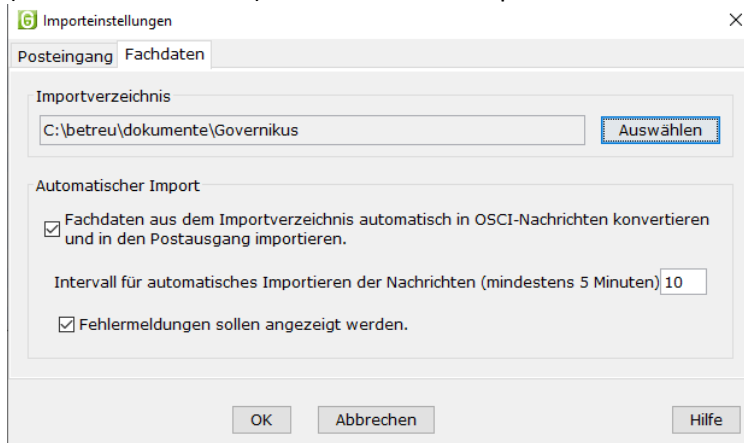 Importeinstellungen
Posteingang Fachdaten
Importverzeichnis
C:\betreu\dokumente\Governikus Auswählen
Automatischer Import
Fachdaten aus dem Importverzeichnis automatisch in OSCI-Nachrichten konvertieren
und in den Postausgang importieren.
Intervall für automatisches Importieren der Nachrichten (mindestens 5 Minuten) 10
Fehlermeldungen sollen angezeigt werden.
OK Abbrechen Hilfe